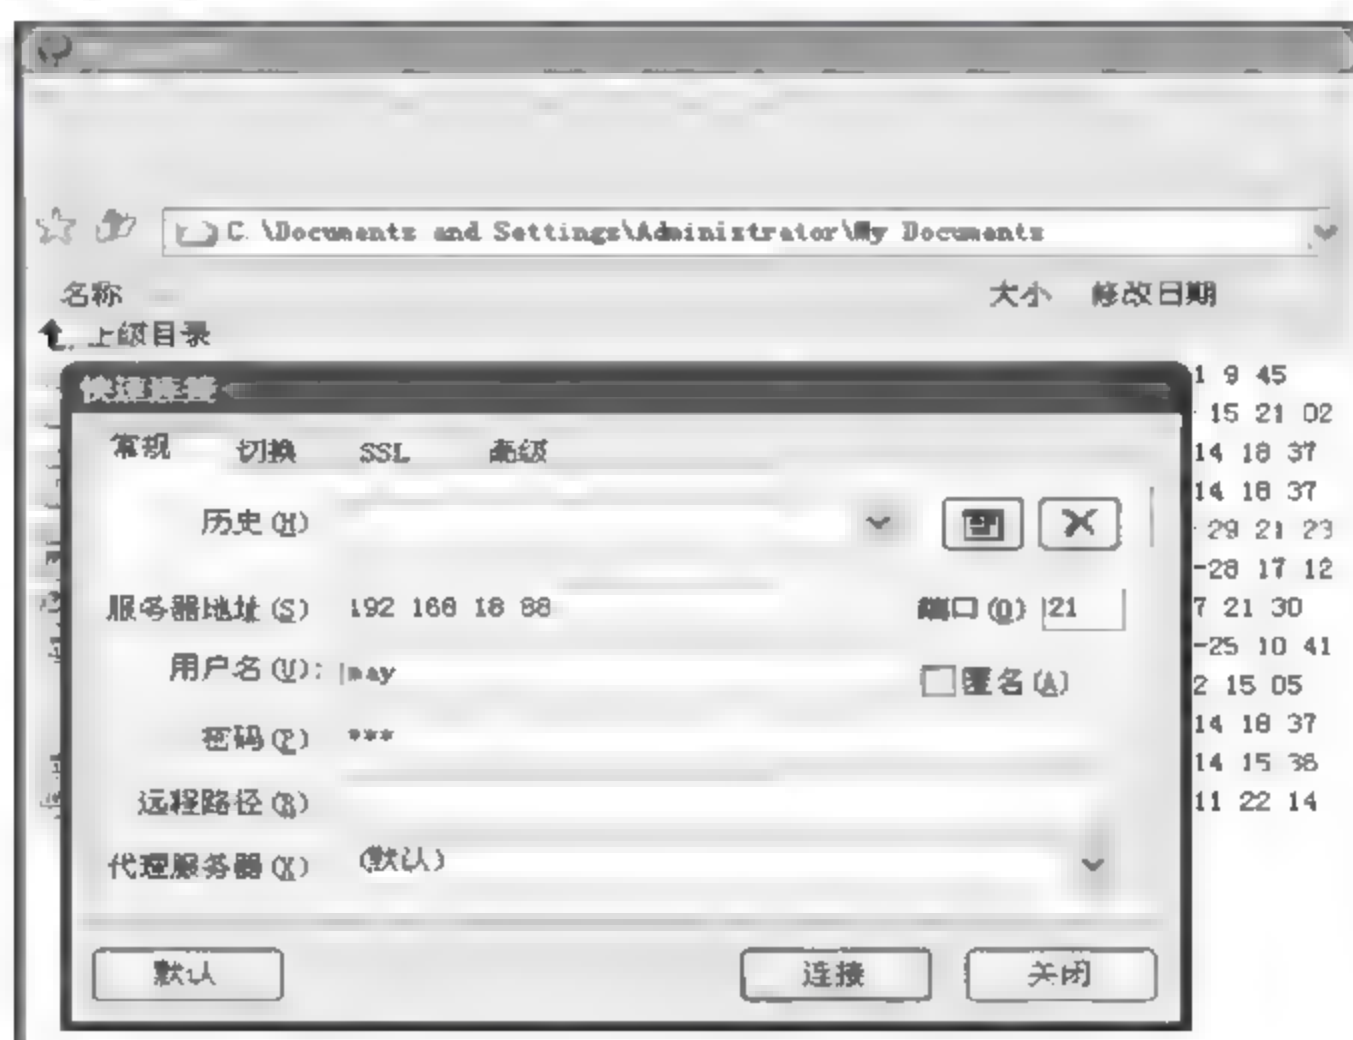 C:\Documents and Settings\Administrator\My Documents
名称 大小 修改日期
上级目录
快速连接
常规 切换 SSL 高级
历史(H)
服务器地址(S) 192 168 18 88 端口(O) 21
用户名(U): may 匿名(A)
密码(P) ***
远程路径(R)
代理服务器(X) (默认)
默认 连接 关闭
1 9 45
15 21 02
14 18 37
14 18 37
29 21 23
-28 17 12
7 21 30
-25 10 41
2 15 05
14 18 37
14 15 36
11 22 14